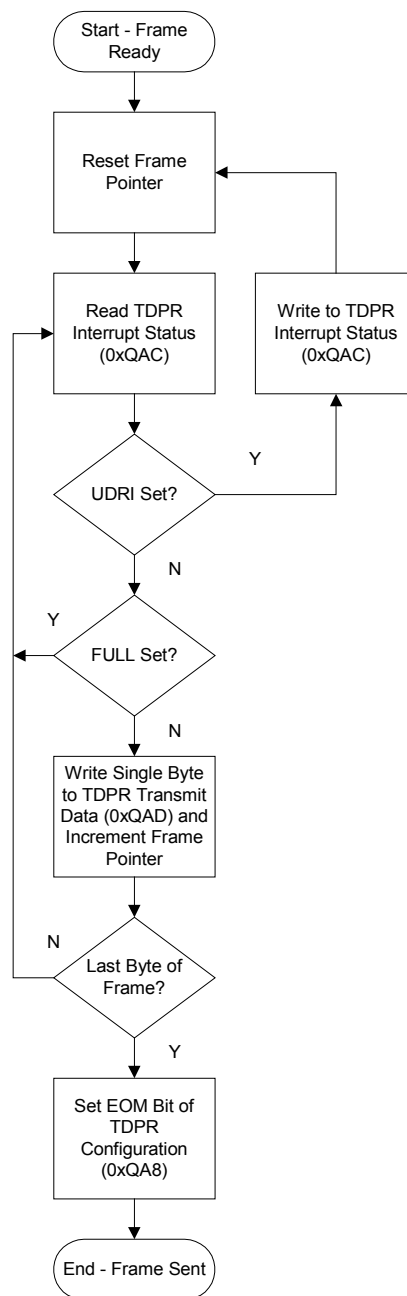 Start - Frame
Ready
Reset Frame
Pointer
Read TDPR
Interrupt Status
(0xQAC)
Write to TDPR
Interrupt Status
(0xQAC)
Y
UDRI Set?
N
Y
FULL Set?
N
Write Single Byte
to TDPR Transmit
Data (0xQAD) and
Increment Frame
Pointer
N
Last Byte of
Frame?
Y
Set EOM Bit of
TDPR
Configuration
(0xQA8)
End - Frame Sent